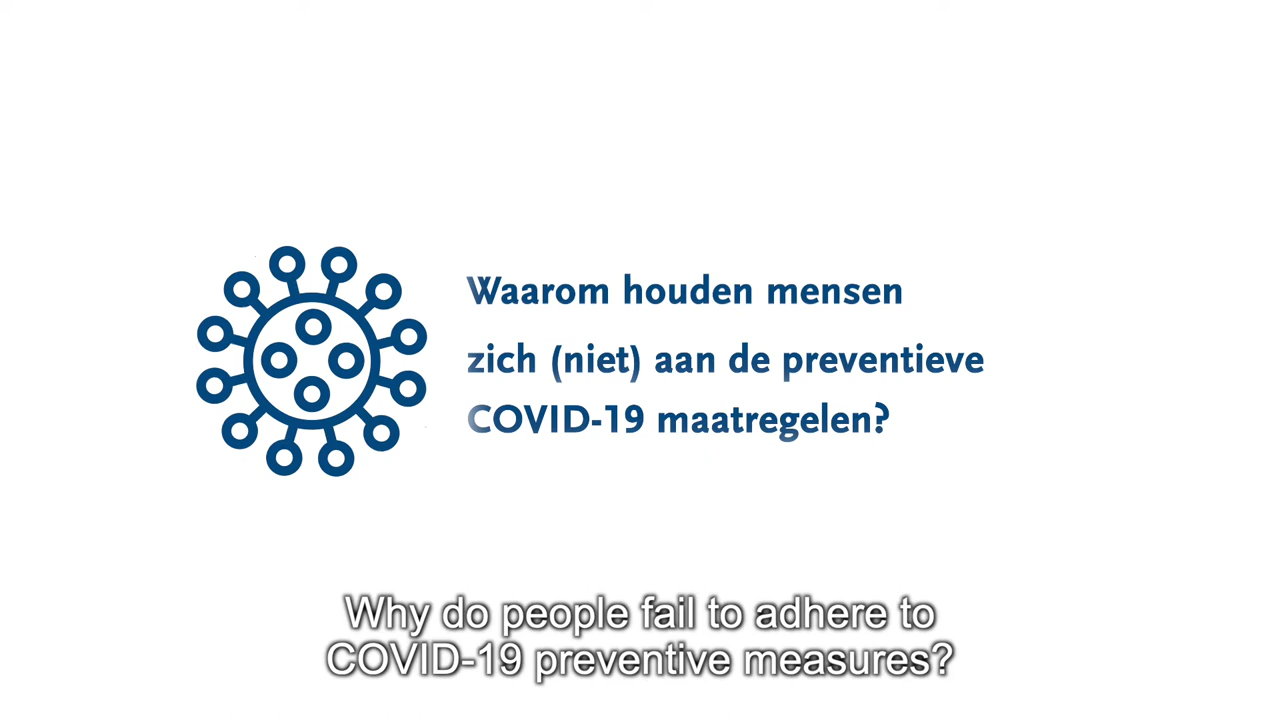 Waarom houden mensen
zich (niet) aan de preventieve
COVID-19 maatregelen?
Why do people fail to adhere to
COVID-19 preventive measures?